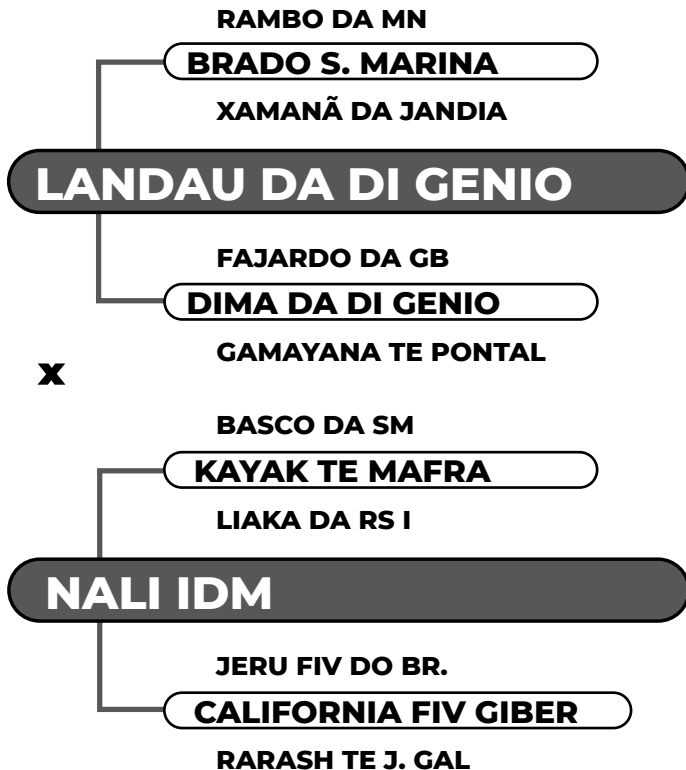 RAMBO DA MN
BRADO S. MARINA
XAMANÃ DA JANDIA
LANDAU DA DI GENIO
FAJARDO DA GB
DIMA DA DI GENIO
GAMAYANA TE PONTAL
x
BASCO DA SM
KAYAK TE MAFRA
LIAKA DA RS I
NALI IDM
JERU FIV DO BR.
CALIFORNIA FIV GIBER
RARASH TE J. GAL